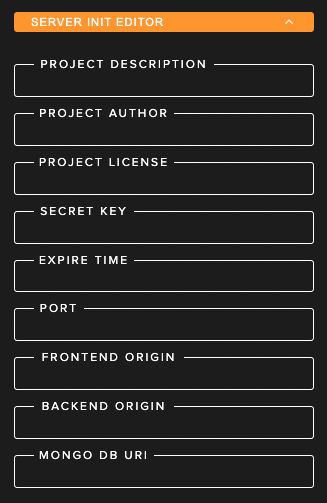 SERVER INIT EDITOR
PROJECT DESCRIPTION
PROJECT AUTHOR
PROJECT LICENSE
SECRET KEY
EXPIRE TIME
PORT
FRONTEND ORIGIN
BACKEND ORIGIN
MONGO DB URI